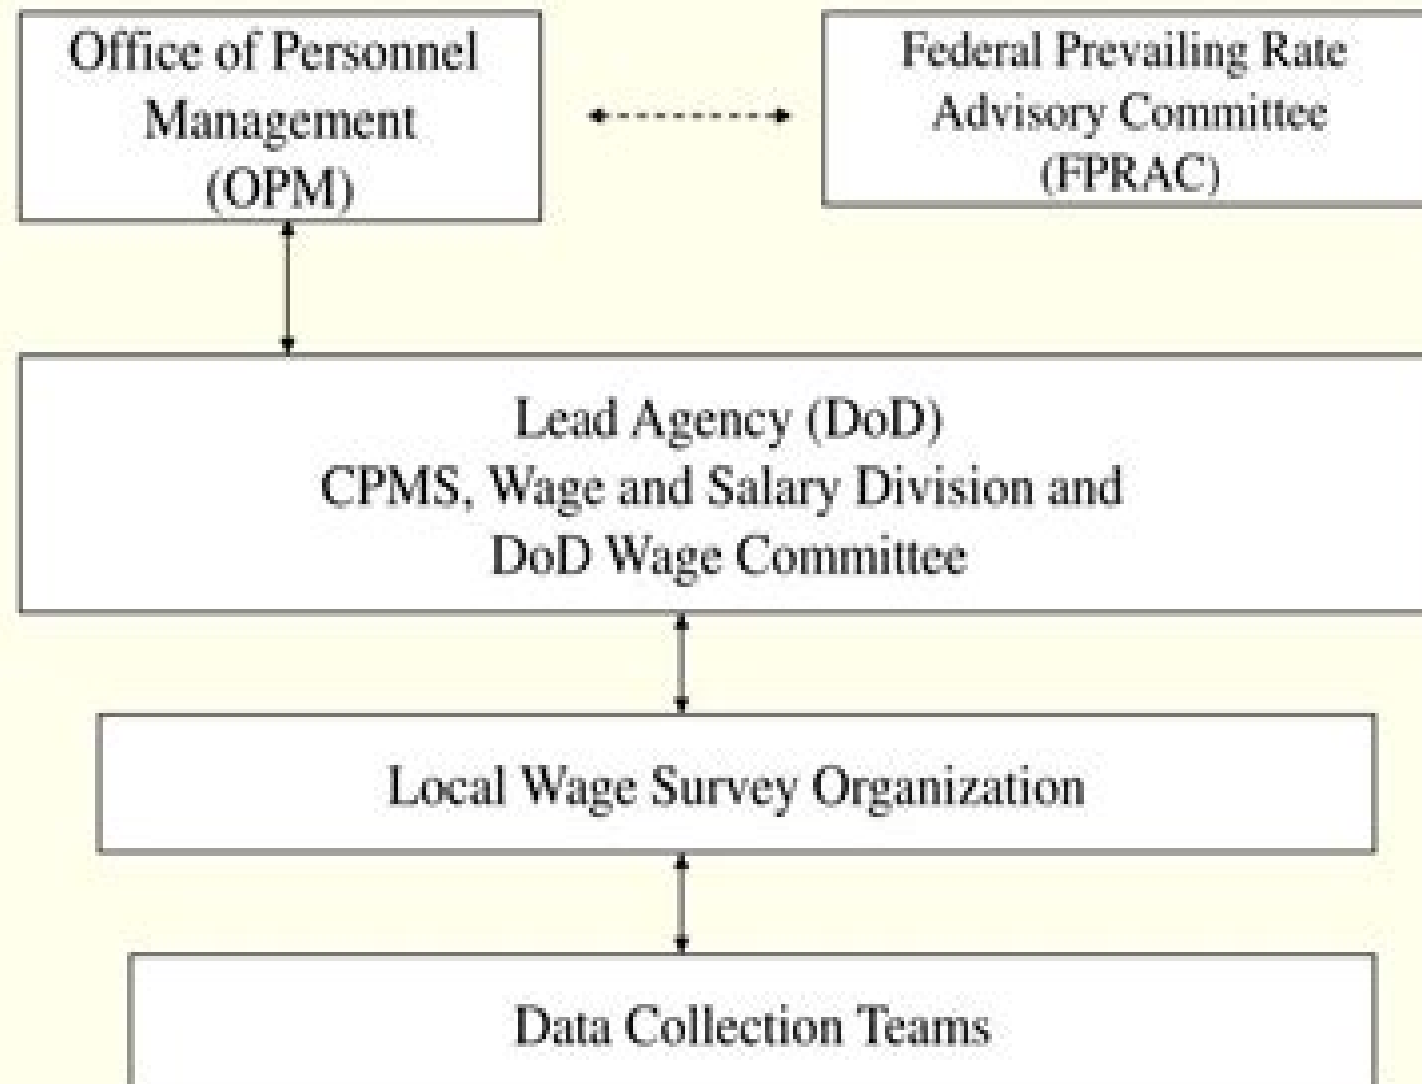 Office of Personnel
Management
(OPM)
Federal Prevailing Rate
Advisory Committee
(FPRAC)
Lead Agency (DoD)
CPMS, Wage and Salary Division and
DoD Wage Committee
Local Wage Survey Organization
Data Collection Teams